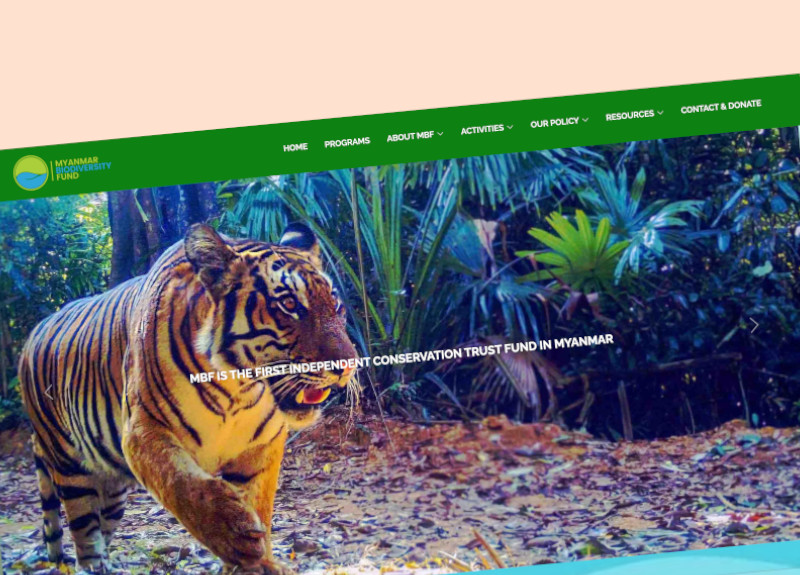 MYANMAR
BIODIVERSITY
FUND
HOME PROGRAMS ABOUT MBF ACTIVITIES OUR POLICY RESOURCES CONTACT & DONATE
MBF IS THE FIRST INDEPENDENT CONSERVATION TRUST FUND IN MYANMAR